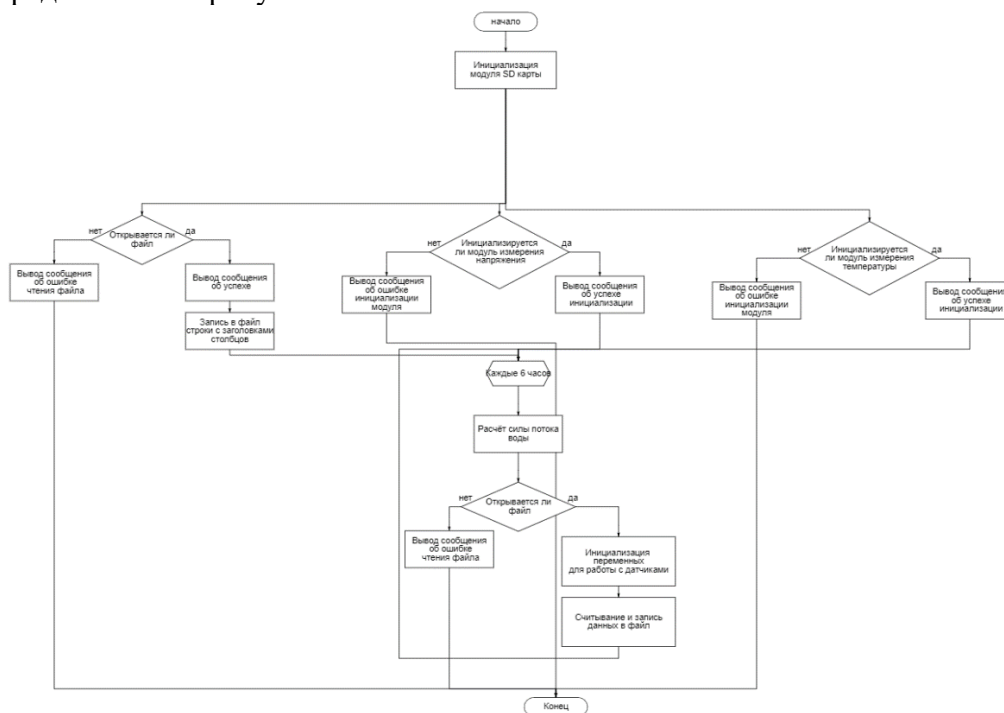 начало
Инициализация
модуля SD карты
нет
Открывается ли
файл
да
Вывод сообщения
об ошибке
чтения файла
Вывод сообщения
об успехе
Запись в файл
строки с заголовками
столбцов
нет
Инициализируется
ли модуль измерения
напряжения
да
Вывод сообщения
об ошибке
инициализации
модуля
Вывод сообщения
об успехе
инициализации
нет
Инициализируется
ли модуль измерения
температуры
да
Вывод сообщения
об ошибке
инициализации
модуля
Вывод сообщения
об успехе
инициализации
Каждые 6 часов
Расчёт силы потока
воды
нет
Открывается ли
файл
да
Вывод сообщения
об ошибке
чтения файла
Инициализация
переменных
для работы с датчиками
Считывание и запись
данных в файл
Конец